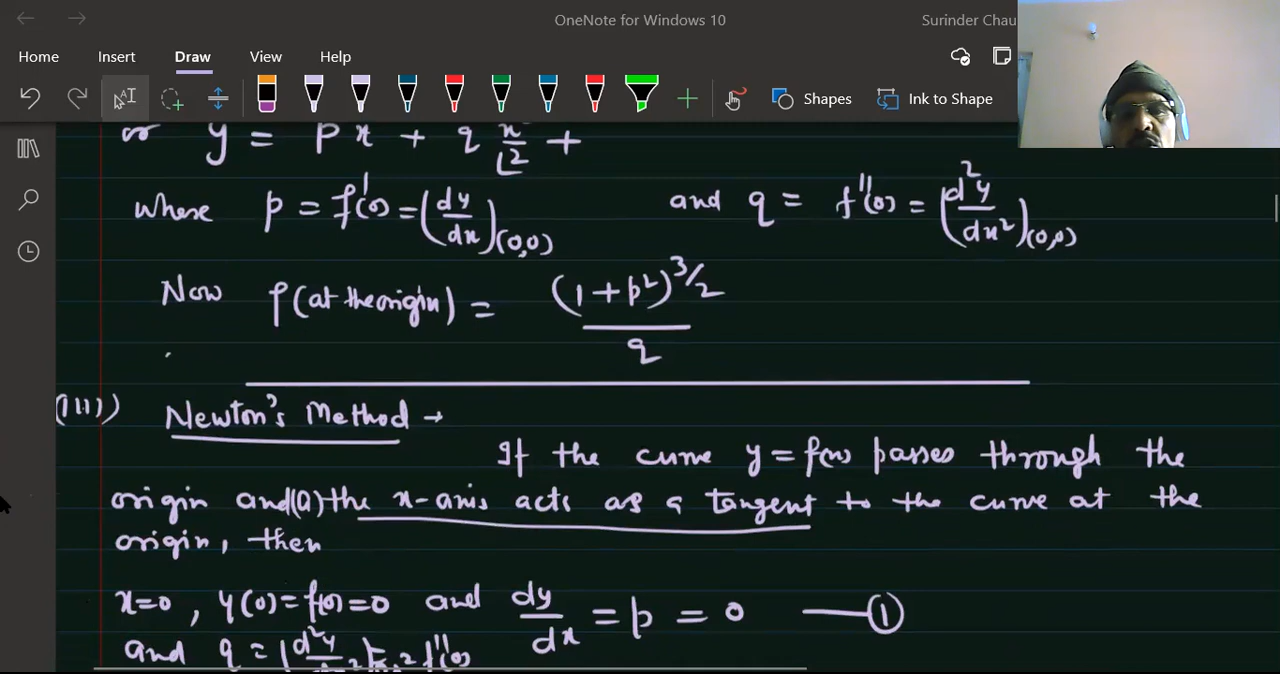 OneNote for Windows 10
Surinder Chau
Home Insert Draw View Help
Shapes Ink to Shape
or y = p x + q x²/⌊2 +
where p = f'(0) = (dy/dx)(0,0) and q = f''(0) = (d²y/dx²)(0,0)
Now ρ(at the origin) = (1+p²)^3/2 / q
(III) Newton's Method →
If the curve y = f(x) passes through the
origin and (a) the x-axis acts as a tangent to the curve at the
origin, then
x=0, y(0)=f(0)=0 and dy/dx = p = 0 —①
and q = f''(0)